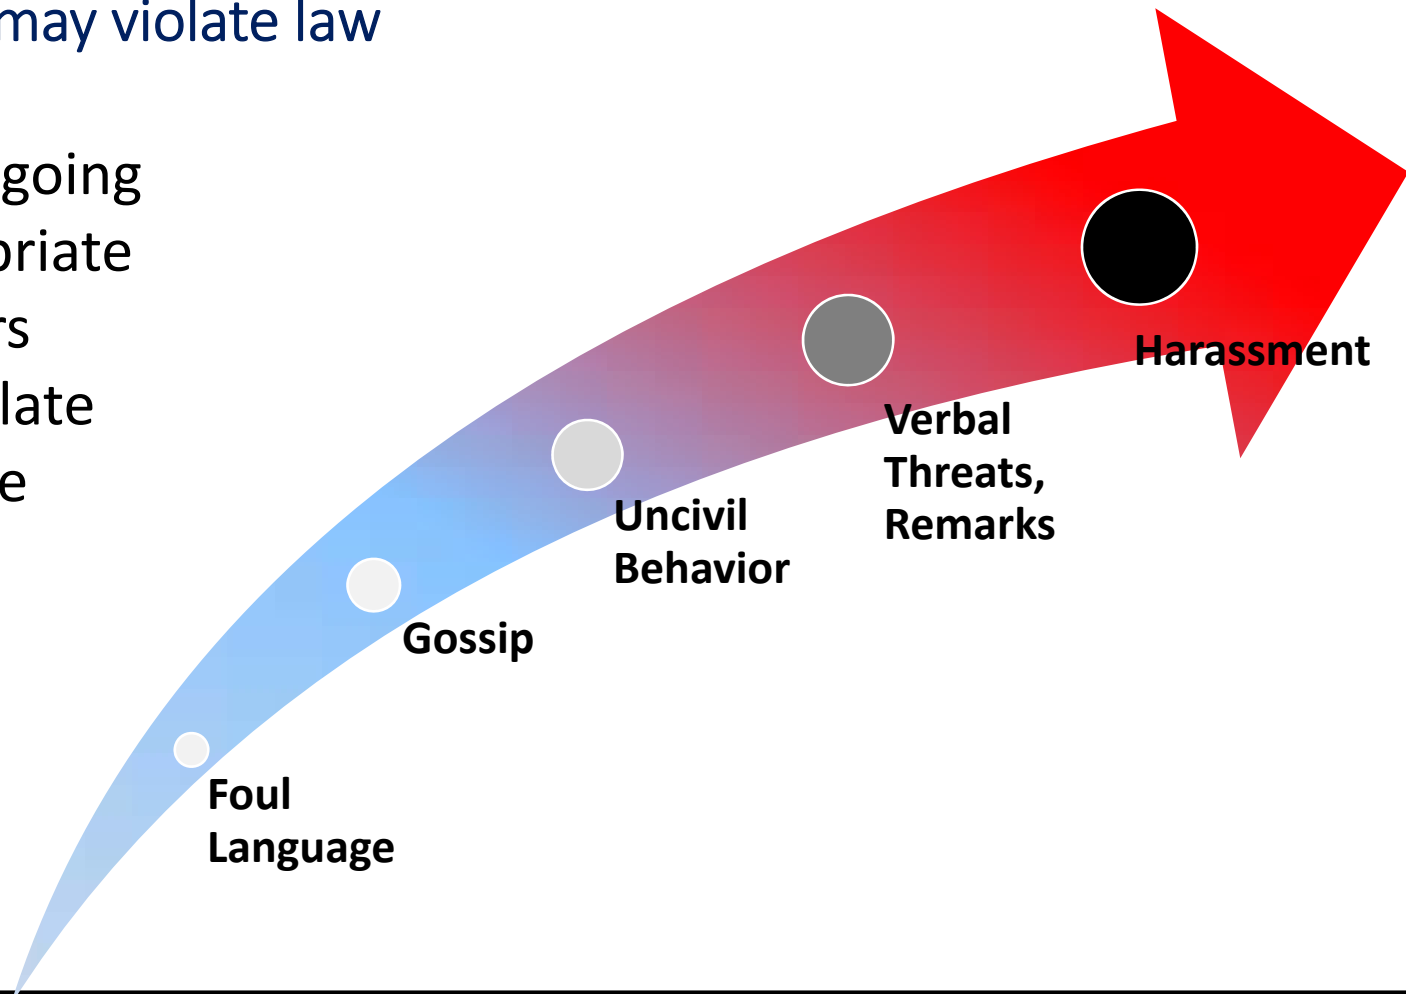 may violate law
going
priate
rs
late
e
Harassment
Verbal
Threats,
Remarks
Uncivil
Behavior
Gossip
Foul
Language